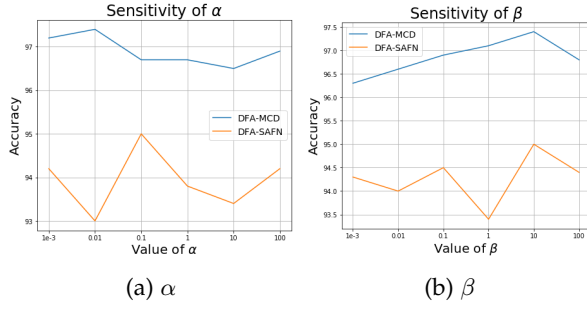 Sensitivity of α
Accuracy
97
96
95
94
93
DFA-MCD
DFA-SAFN
1e-3 0.01 0.1 1 10 100
Value of α
(a) α
Sensitivity of β
Accuracy
97.5
97.0
96.5
96.0
95.5
95.0
94.5
94.0
93.5
DFA-MCD
DFA-SAFN
1e-3 0.01 0.1 1 10 100
Value of β
(b) β